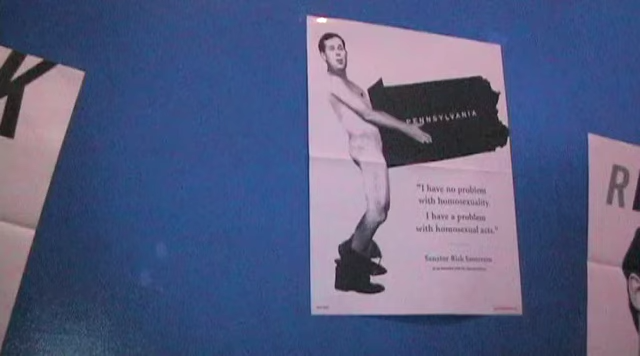 K
PENNSYLVANIA
"I have no problem
with homosexuality.
I have a problem
with homosexual acts."
Senator Rick Santorum
R